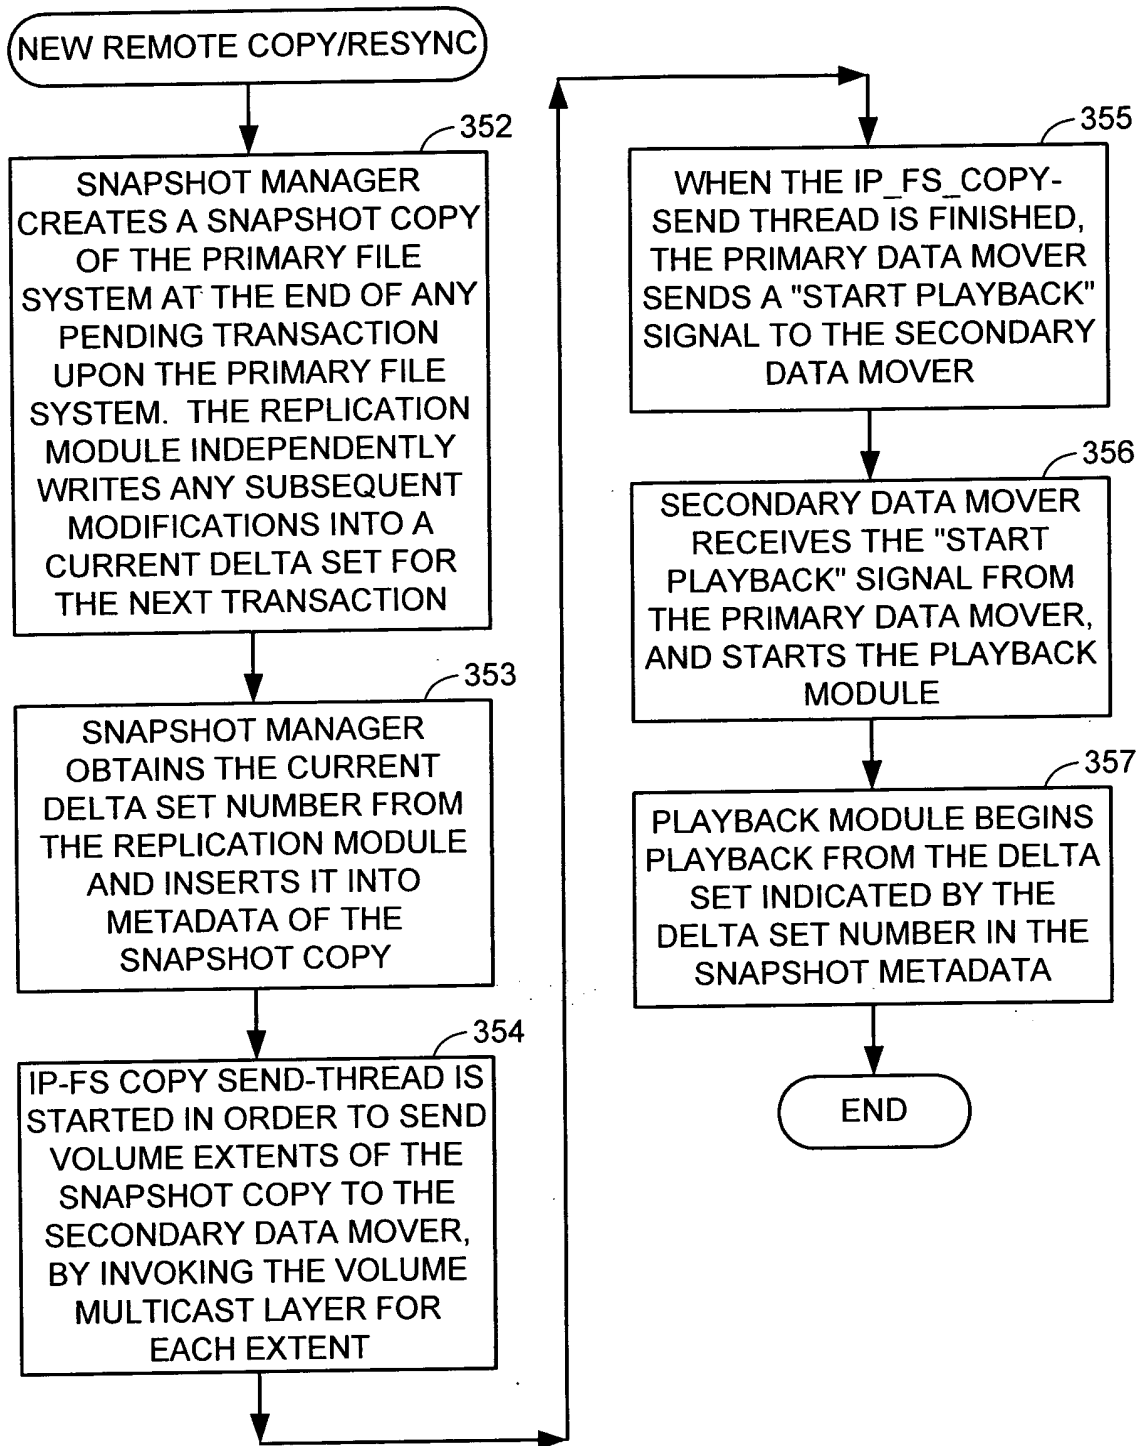 NEW REMOTE COPY/RESYNC
352
SNAPSHOT MANAGER
CREATES A SNAPSHOT COPY
OF THE PRIMARY FILE
SYSTEM AT THE END OF ANY
PENDING TRANSACTION
UPON THE PRIMARY FILE
SYSTEM. THE REPLICATION
MODULE INDEPENDENTLY
WRITES ANY SUBSEQUENT
MODIFICATIONS INTO A
CURRENT DELTA SET FOR
THE NEXT TRANSACTION
353
SNAPSHOT MANAGER
OBTAINS THE CURRENT
DELTA SET NUMBER FROM
THE REPLICATION MODULE
AND INSERTS IT INTO
METADATA OF THE
SNAPSHOT COPY
354
IP-FS COPY SEND-THREAD IS
STARTED IN ORDER TO SEND
VOLUME EXTENTS OF THE
SNAPSHOT COPY TO THE
SECONDARY DATA MOVER,
BY INVOKING THE VOLUME
MULTICAST LAYER FOR
EACH EXTENT
355
WHEN THE IP_FS_COPY-
SEND THREAD IS FINISHED,
THE PRIMARY DATA MOVER
SENDS A "START PLAYBACK"
SIGNAL TO THE SECONDARY
DATA MOVER
356
SECONDARY DATA MOVER
RECEIVES THE "START
PLAYBACK" SIGNAL FROM
THE PRIMARY DATA MOVER,
AND STARTS THE PLAYBACK
MODULE
357
PLAYBACK MODULE BEGINS
PLAYBACK FROM THE DELTA
SET INDICATED BY THE
DELTA SET NUMBER IN THE
SNAPSHOT METADATA
END